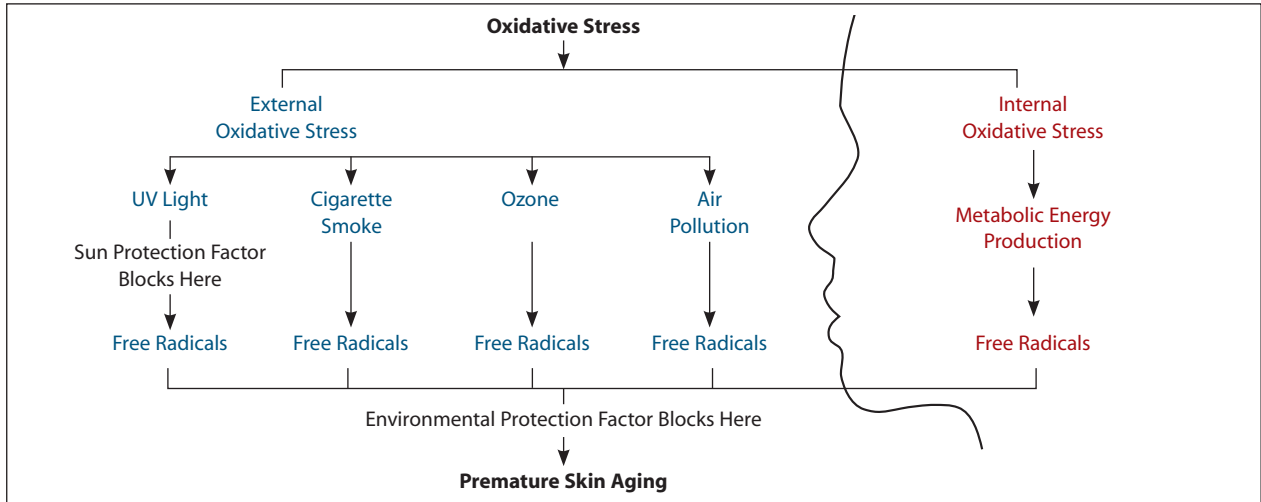 Oxidative Stress
External
Oxidative Stress
Internal
Oxidative Stress
UV Light
Cigarette
Smoke
Ozone
Air
Pollution
Metabolic Energy
Production
Sun Protection Factor
Blocks Here
Free Radicals
Free Radicals
Free Radicals
Free Radicals
Free Radicals
Environmental Protection Factor Blocks Here
Premature Skin Aging